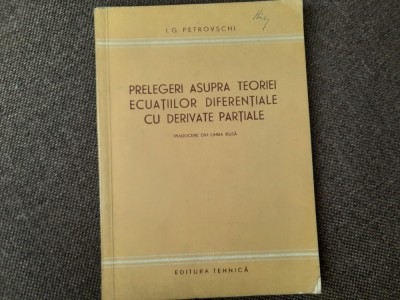 I. G. PETROVSCHI
PRELEGERI ASUPRA TEORIEI
ECUAȚIILOR DIFERENȚIALE
CU DERIVATE PARȚIALE
TRADUCERE DIN LIMBA RUSĂ
EDITURA TEHNICĂ